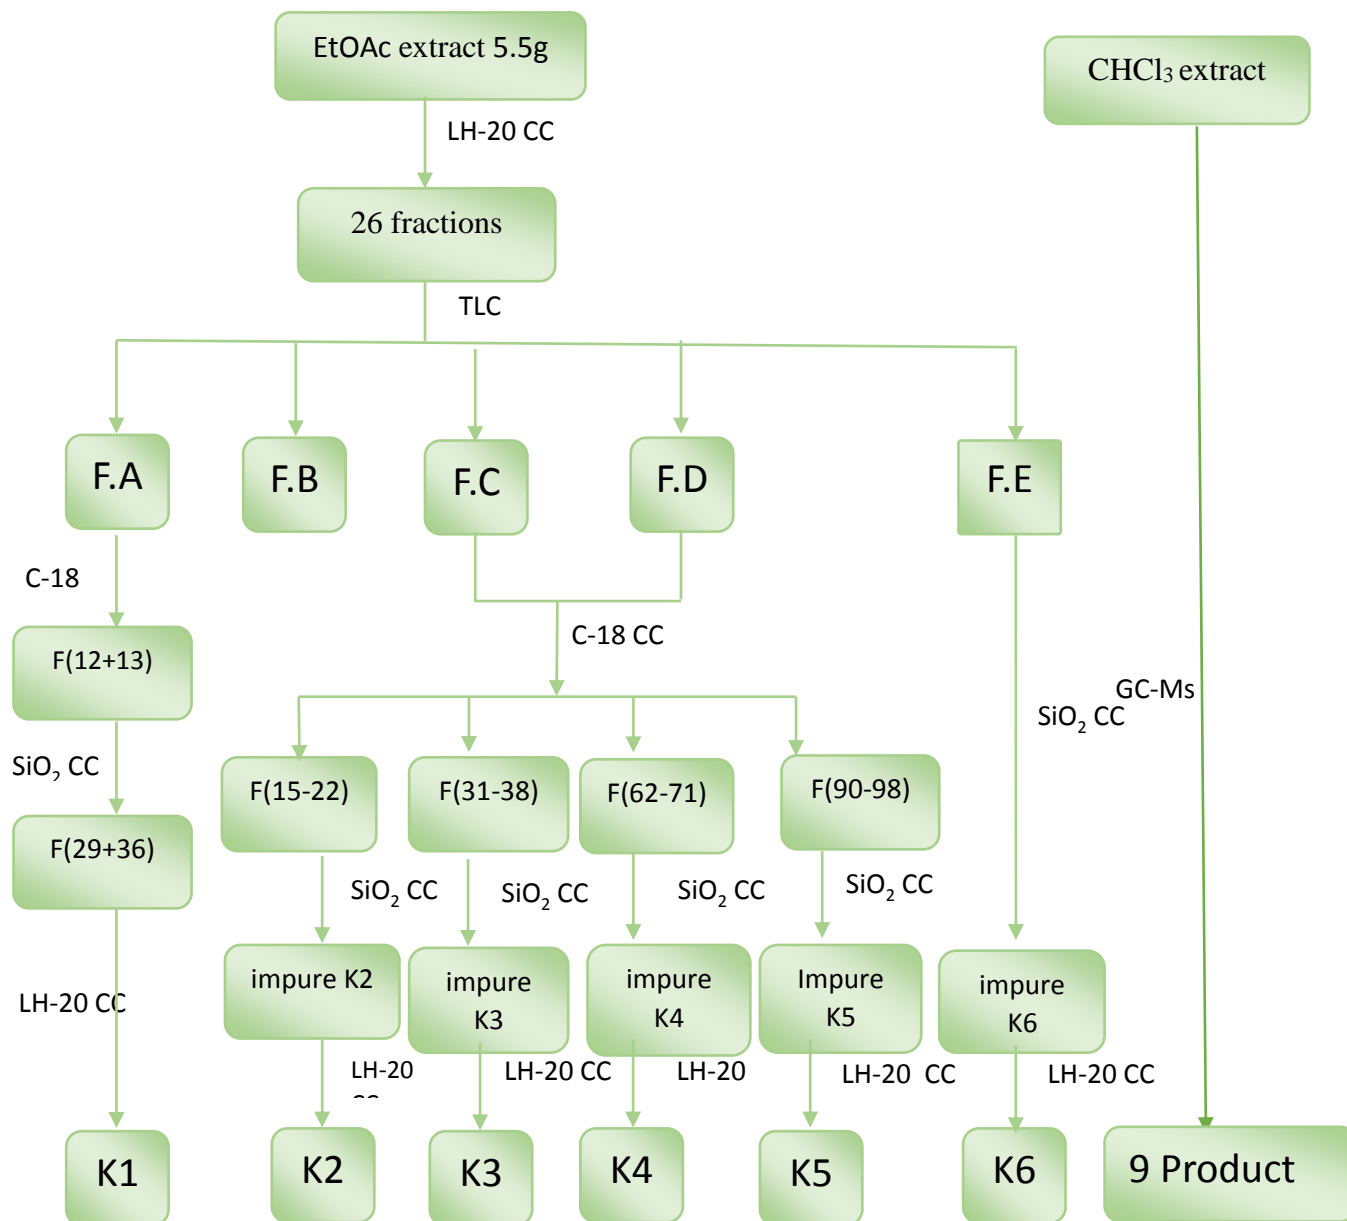 EtOAc extract 5.5g
CHCl₃ extract
LH-20 CC
26 fractions
TLC
F.A
F.B
F.C
F.D
F.E
C-18
C-18 CC
F(12+13)
GC-Ms
SiO₂ CC
SiO₂ CC
F(15-22)
F(31-38)
F(62-71)
F(90-98)
F(29+36)
SiO₂ CC
SiO₂ CC
SiO₂ CC
SiO₂ CC
impure K2
impure
K3
impure
K4
Impure
K5
impure
K6
LH-20 CC
LH-20
LH-20 CC
LH-20
LH-20 CC
LH-20 CC
K1
K2
K3
K4
K5
K6
9 Product